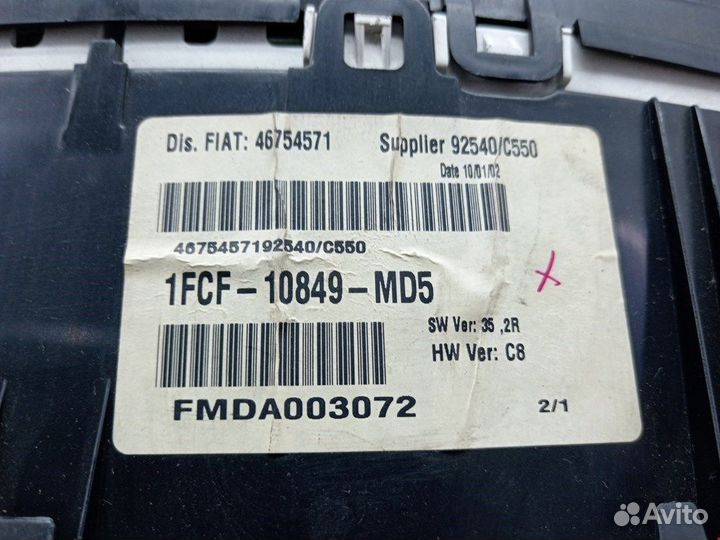 Dis. FIAT: 46754571 Supplier 92540/C550
Date 10/01/02
4675457192540/C550
1FCF-10849-MD5
SW Ver: 35 ,2R
HW Ver: C8
FMDA003072 2/1
Avito